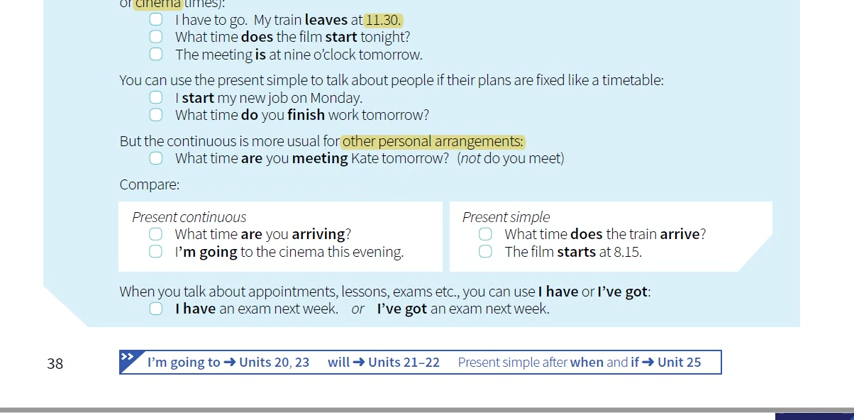 or cinema times):
I have to go. My train leaves at 11.30.
What time does the film start tonight?
The meeting is at nine o'clock tomorrow.
You can use the present simple to talk about people if their plans are fixed like a timetable:
I start my new job on Monday.
What time do you finish work tomorrow?
But the continuous is more usual for other personal arrangements:
What time are you meeting Kate tomorrow? (not do you meet)
Compare:
Present continuous
What time are you arriving?
I'm going to the cinema this evening.
Present simple
What time does the train arrive?
The film starts at 8.15.
When you talk about appointments, lessons, exams etc., you can use I have or I've got:
I have an exam next week. or I've got an exam next week.
38
I'm going to ➜ Units 20, 23 will ➜ Units 21–22 Present simple after when and if ➜ Unit 25